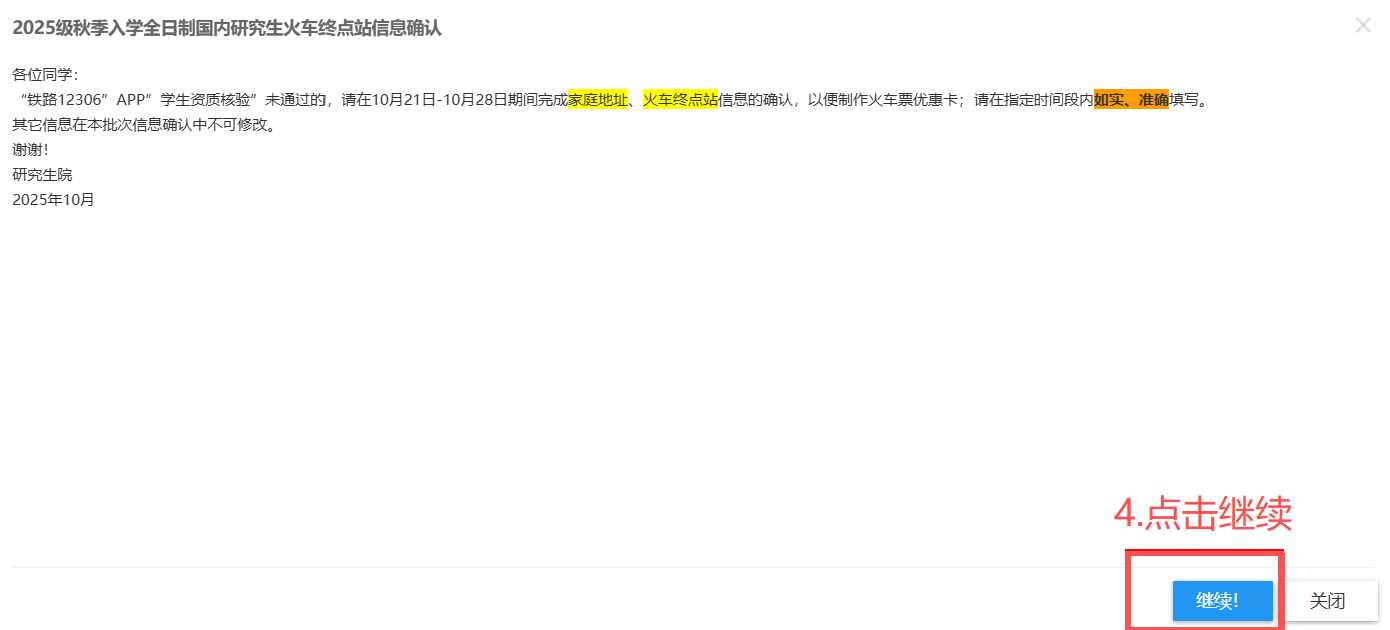 2025级秋季入学全日制国内研究生火车终点站信息确认
各位同学：
“铁路12306”APP”学生资质核验”未通过的，请在10月21日-10月28日期间完成家庭地址、火车终点站信息的确认，以便制作火车票优惠卡；请在指定时间段内如实、准确填写。
其它信息在本批次信息确认中不可修改。
谢谢！
研究生院
2025年10月
4.点击继续
继续!
关闭